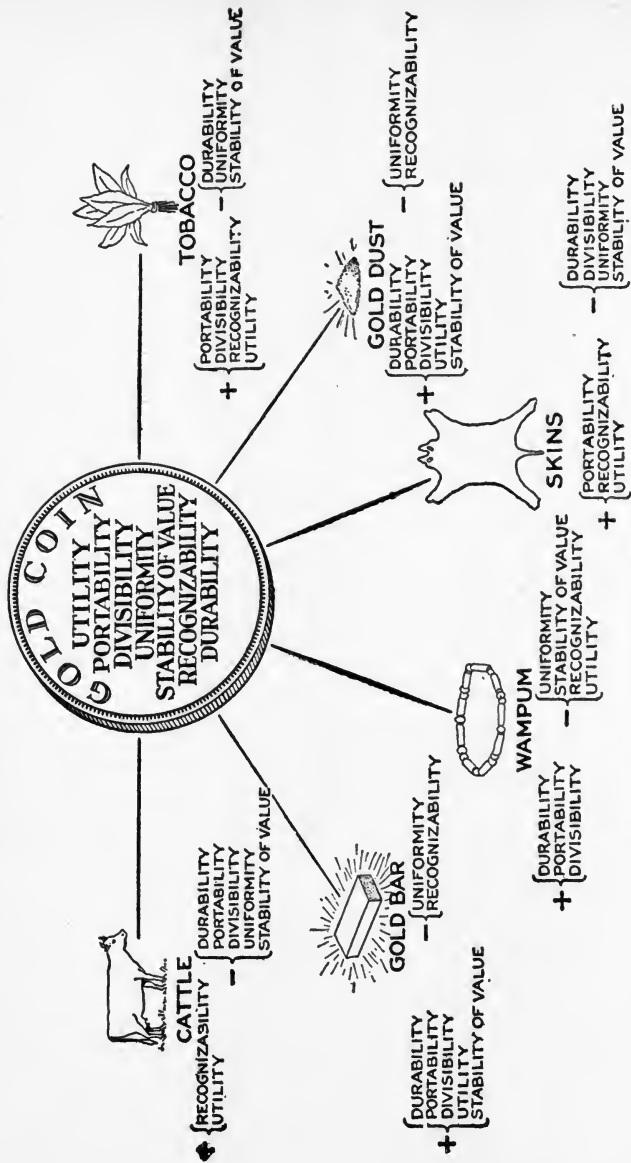 GOLD COIN
UTILITY
PORTABILITY
DIVISIBILITY
UNIFORMITY
STABILITY OF VALUE
RECOGNIZABILITY
DURABILITY
CATTLE
+ {RECOGNIZABILITY
UTILITY
- {DURABILITY
PORTABILITY
DIVISIBILITY
UNIFORMITY
STABILITY OF VALUE
GOLD BAR
+ {DURABILITY
PORTABILITY
DIVISIBILITY
UTILITY
STABILITY OF VALUE
- {UNIFORMITY
RECOGNIZABILITY
WAMPUM
+ {DURABILITY
PORTABILITY
DIVISIBILITY
- {UNIFORMITY
STABILITY OF VALUE
RECOGNIZABILITY
UTILITY
SKINS
+ {PORTABILITY
RECOGNIZABILITY
UTILITY
- {DURABILITY
DIVISIBILITY
UNIFORMITY
STABILITY OF VALUE
GOLD DUST
+ {DURABILITY
PORTABILITY
DIVISIBILITY
UTILITY
STABILITY OF VALUE
- {UNIFORMITY
RECOGNIZABILITY
TOBACCO
+ {PORTABILITY
DIVISIBILITY
RECOGNIZABILITY
UTILITY
- {DURABILITY
UNIFORMITY
STABILITY OF VALUE